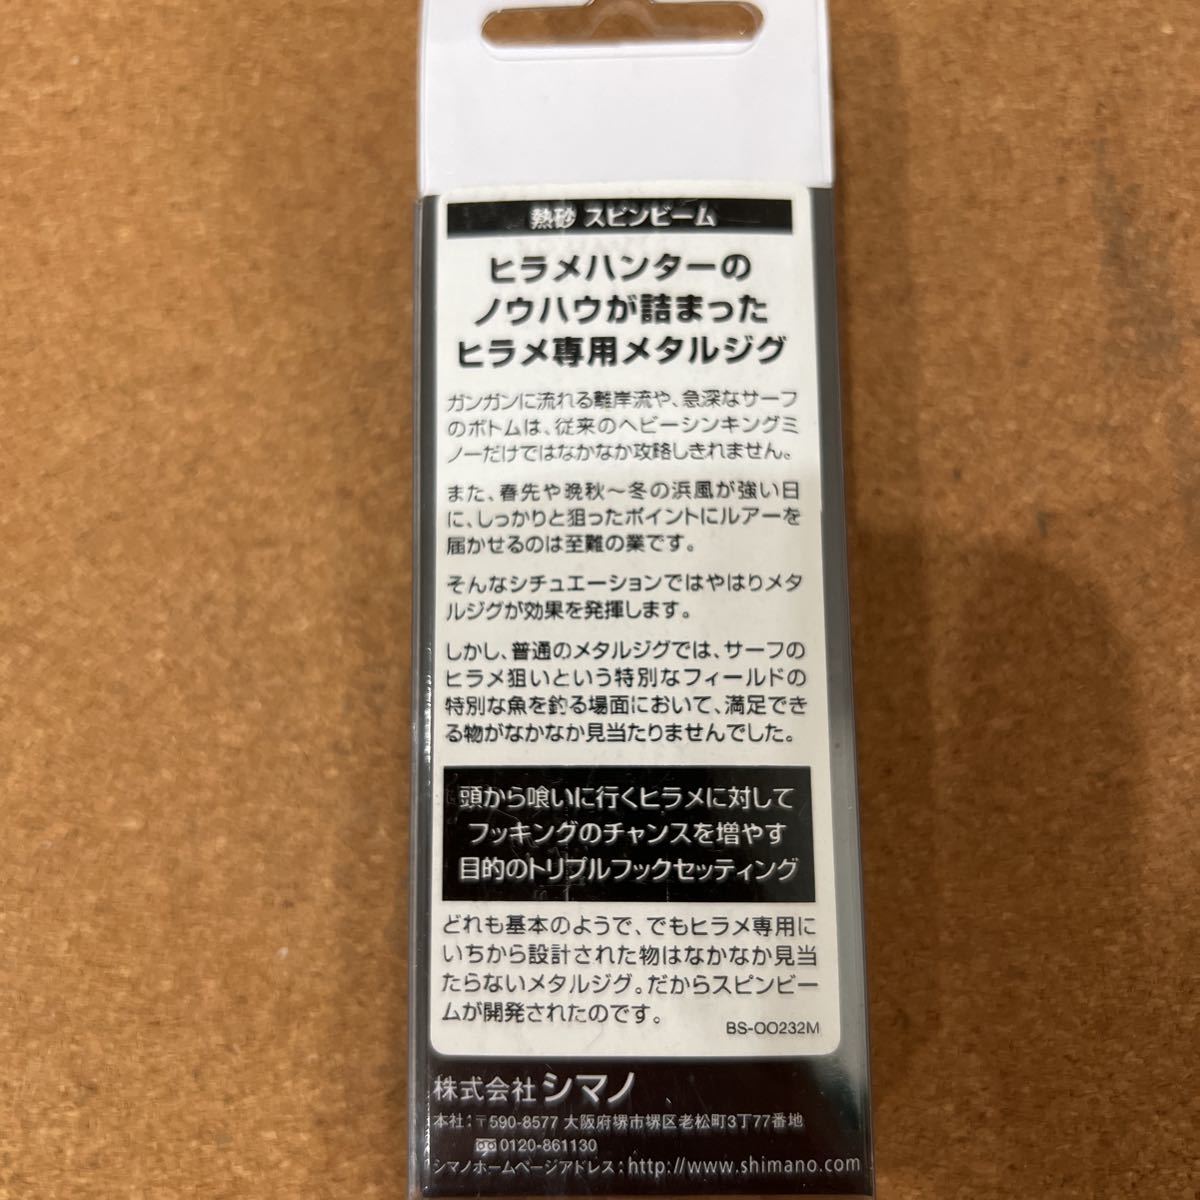 熱砂 スピンビーム
ヒラメハンターの
ノウハウが詰まった
ヒラメ専用メタルジグ
ガンガンに流れる離岸流や、急深なサーフ
のボトムは、従来のヘビーシンキングミ
ノーだけではなかなか攻略しきれません。
また、春先や晩秋～冬の浜風が強い日
に、しっかりと狙ったポイントにルアーを
届かせるのは至難の業です。
そんなシチュエーションではやはりメタ
ルジグが効果を発揮します。
しかし、普通のメタルジグでは、サーフの
ヒラメ狙いという特別なフィールドの
特別な魚を釣る場面において、満足でき
る物がなかなか見当たりませんでした。
頭から喰いに行くヒラメに対して
フッキングのチャンスを増やす
目的のトリプルフックセッティング
どれも基本のようで、でもヒラメ専用に
いちから設計された物はなかなか見当
たらないメタルジグ。だからスピンビー
ムが開発されたのです。
BS-OO232M
株式会社 シマノ
本社：〒590-8577 大阪府堺市堺区老松町3丁77番地
0120-861130
シマノホームページアドレス：http://www.shimano.com